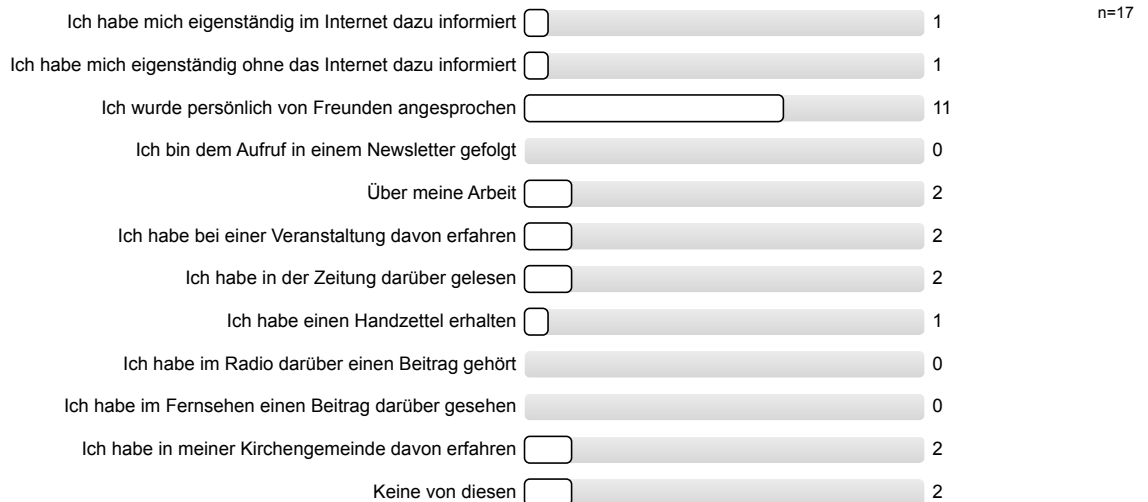 Ich habe mich eigenständig im Internet dazu informiert 1 n=17
Ich habe mich eigenständig ohne das Internet dazu informiert 1
Ich wurde persönlich von Freunden angesprochen 11
Ich bin dem Aufruf in einem Newsletter gefolgt 0
Über meine Arbeit 2
Ich habe bei einer Veranstaltung davon erfahren 2
Ich habe in der Zeitung darüber gelesen 2
Ich habe einen Handzettel erhalten 1
Ich habe im Radio darüber einen Beitrag gehört 0
Ich habe im Fernsehen einen Beitrag darüber gesehen 0
Ich habe in meiner Kirchengemeinde davon erfahren 2
Keine von diesen 2